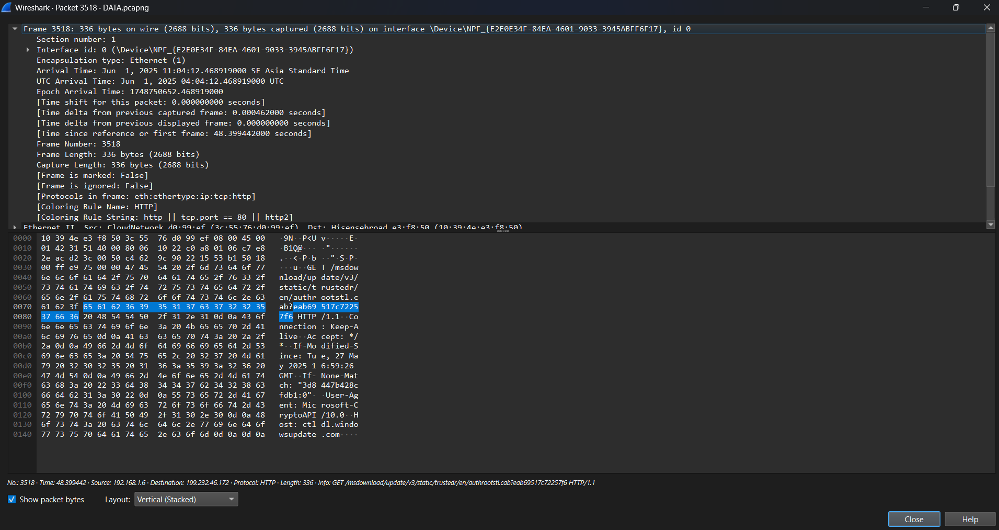 Wireshark · Packet 3518 · DATA.pcapng
Frame 3518: 336 bytes on wire (2688 bits), 336 bytes captured (2688 bits) on interface \Device\NPF_{E2E0E34F-84EA-4601-9033-3945ABFF6F17}, id 0
Section number: 1
Interface id: 0 (\Device\NPF_{E2E0E34F-84EA-4601-9033-3945ABFF6F17})
Encapsulation type: Ethernet (1)
Arrival Time: Jun  1, 2025 11:04:12.468919000 SE Asia Standard Time
UTC Arrival Time: Jun  1, 2025 04:04:12.468919000 UTC
Epoch Arrival Time: 1748750652.468919000
[Time shift for this packet: 0.000000000 seconds]
[Time delta from previous captured frame: 0.000462000 seconds]
[Time delta from previous displayed frame: 0.000000000 seconds]
[Time since reference or first frame: 48.399442000 seconds]
Frame Number: 3518
Frame Length: 336 bytes (2688 bits)
Capture Length: 336 bytes (2688 bits)
[Frame is marked: False]
[Frame is ignored: False]
[Protocols in frame: eth:ethertype:ip:tcp:http]
[Coloring Rule Name: HTTP]
[Coloring Rule String: http || tcp.port == 80 || http2]
Ethernet II, Src: CloudNetwork_d0:99:ef (3c:55:76:d0:99:ef), Dst: Hisensebroad_e3:f8:50 (10:39:4e:e3:f8:50)
0000 10 39 4e e3 f8 50 3c 55 76 d0 99 ef 08 00 45 00 ·9N··P<U v·····E·
0010 01 42 31 51 40 00 80 06 10 22 c0 a8 01 06 c7 e8 ·B1Q@··· ·"······
0020 2e ac d2 3c 00 50 c4 62 9c 90 22 15 53 b1 50 18 .··<·P·b ··"·S·P·
0030 00 ff e9 75 00 00 47 45 54 20 2f 6d 73 64 6f 77 ···u··GE T /msdow
0040 6e 6c 6f 61 64 2f 75 70 64 61 74 65 2f 76 33 2f nload/up date/v3/
0050 73 74 61 74 69 63 2f 74 72 75 73 74 65 64 72 2f static/t rustedr/
0060 65 6e 2f 61 75 74 68 72 6f 6f 74 73 74 6c 2e 63 en/authr ootstl.c
0070 61 62 3f 65 61 62 36 39 35 31 37 63 37 32 32 35 ab?eab69 517c7225
0080 37 66 36 20 48 54 54 50 2f 31 2e 31 0d 0a 43 6f 7f6 HTTP /1.1··Co
0090 6e 6e 65 63 74 69 6f 6e 3a 20 4b 65 65 70 2d 41 nnection : Keep-A
00a0 6c 69 76 65 0d 0a 41 63 63 65 70 74 3a 20 2a 2f live··Ac cept: */
00b0 2a 0d 0a 49 66 2d 4d 6f 64 69 66 69 65 64 2d 53 *··If-Mo dified-S
00c0 69 6e 63 65 3a 20 54 75 65 2c 20 32 37 20 4d 61 ince: Tu e, 27 Ma
00d0 79 20 32 30 32 35 20 31 36 3a 35 39 3a 32 36 20 y 2025 1 6:59:26
00e0 47 4d 54 0d 0a 49 66 2d 4e 6f 6e 65 2d 4d 61 74 GMT··If- None-Mat
00f0 63 68 3a 20 22 33 64 38 34 34 37 62 34 32 38 63 ch: "3d8 447b428c
0100 66 64 62 31 3a 30 22 0d 0a 55 73 65 72 2d 41 67 fdb1:0"· ·User-Ag
0110 65 6e 74 3a 20 4d 69 63 72 6f 73 6f 66 74 2d 43 ent: Mic rosoft-C
0120 72 79 70 74 6f 41 50 49 2f 31 30 2e 30 0d 0a 48 ryptoAPI /10.0··H
0130 6f 73 74 3a 20 63 74 6c 64 6c 2e 77 69 6e 64 6f ost: ctl dl.windo
0140 77 73 75 70 64 61 74 65 2e 63 6f 6d 0d 0a 0d 0a wsupdate .com····
No.: 3518 · Time: 48.399442 · Source: 192.168.1.6 · Destination: 199.232.46.172 · Protocol: HTTP · Length: 336 · Info: GET /msdownload/update/v3/static/trustedr/en/authrootstl.cab?eab69517c72257f6 HTTP/1.1
Show packet bytes Layout: Vertical (Stacked)
Close Help